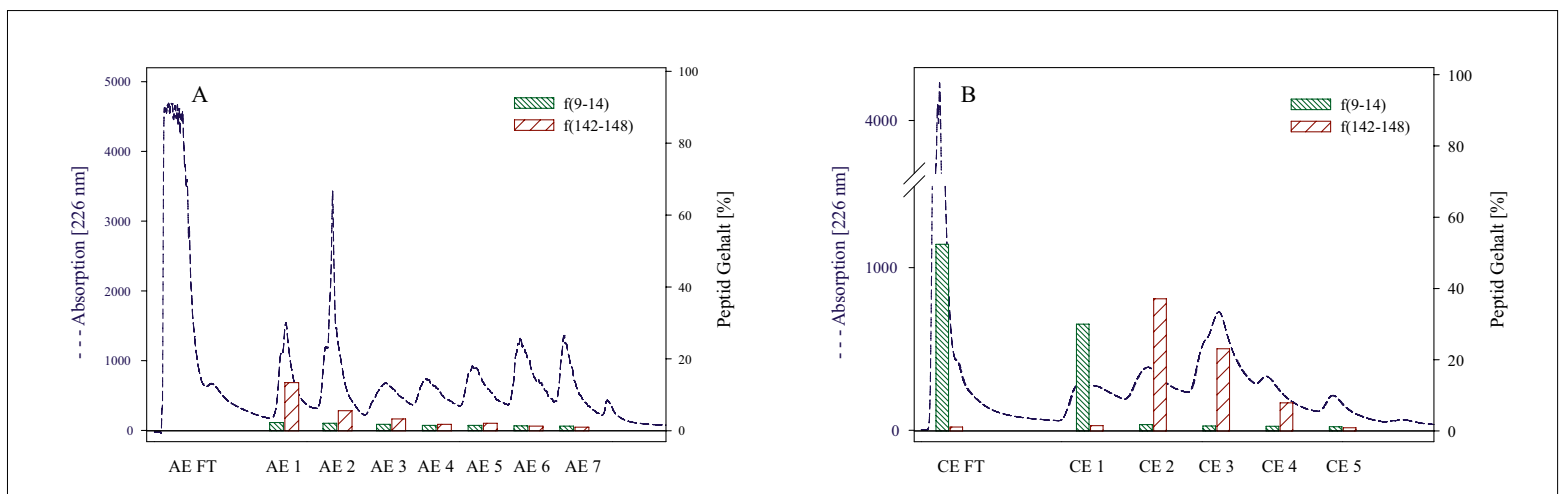 A
f(9-14)
f(142-148)
5000
4000
3000
2000
1000
0
- - - Absorption [226 nm]
100
80
60
40
20
0
Peptid Gehalt [%]
AE FT AE 1 AE 2 AE 3 AE 4 AE 5 AE 6 AE 7
B
f(9-14)
f(142-148)
4000
1000
0
- - - Absorption [226 nm]
100
80
60
40
20
0
Peptid Gehalt [%]
CE FT CE 1 CE 2 CE 3 CE 4 CE 5